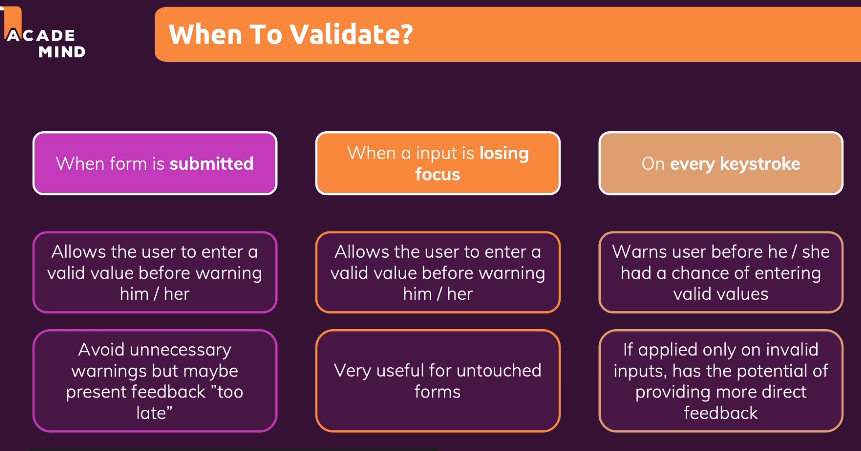 ACADE
MIND
When To Validate?
When form is submitted
When a input is losing
focus
On every keystroke
Allows the user to enter a
valid value before warning
him / her
Allows the user to enter a
valid value before warning
him / her
Warns user before he / she
had a chance of entering
valid values
Avoid unnecessary
warnings but maybe
present feedback ”too
late”
Very useful for untouched
forms
If applied only on invalid
inputs, has the potential of
providing more direct
feedback